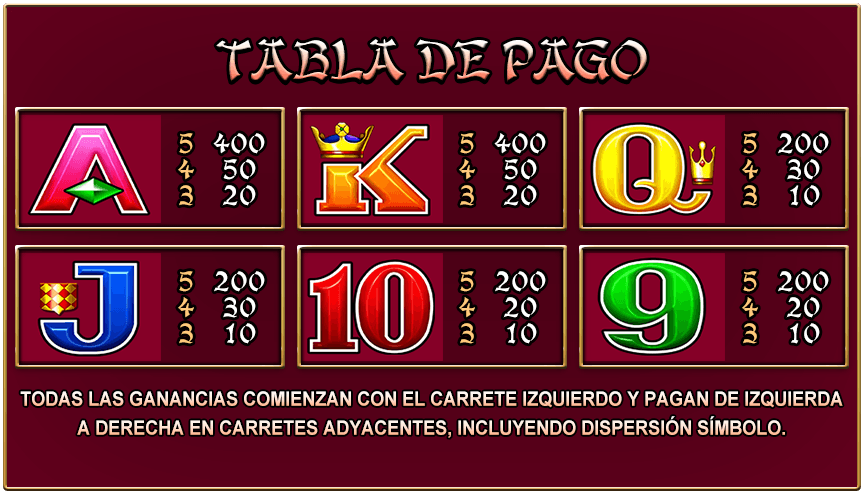 TABLA DE PAGO
A 5 400
4 50
3 20
K 5 400
4 50
3 20
Q 5 200
4 30
3 10
J 5 200
4 30
3 10
10 5 200
4 20
3 10
9 5 200
4 20
3 10
TODAS LAS GANANCIAS COMIENZAN CON EL CARRETE IZQUIERDO Y PAGAN DE IZQUIERDA
A DERECHA EN CARRETES ADYACENTES, INCLUYENDO DISPERSIÓN SÍMBOLO.